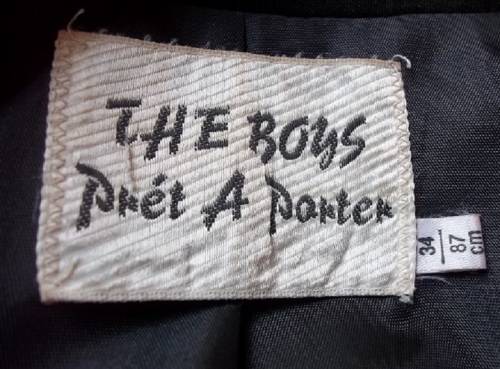 THE BOYS
Prét A Porter
34
87
cm